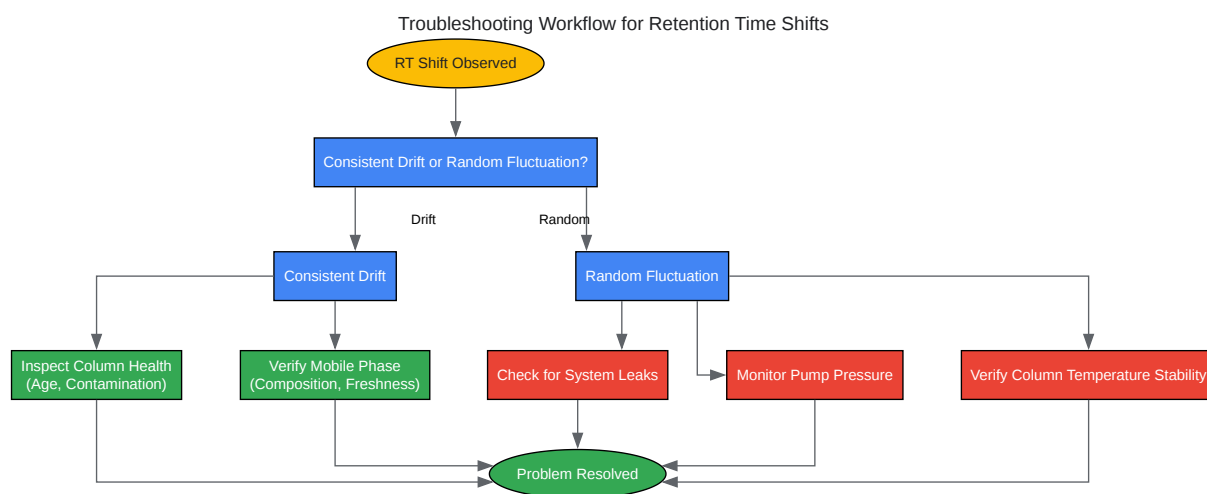 Troubleshooting Workflow for Retention Time Shifts
RT Shift Observed
Consistent Drift or Random Fluctuation?
Drift
Random
Consistent Drift
Random Fluctuation
Inspect Column Health
(Age, Contamination)
Verify Mobile Phase
(Composition, Freshness)
Check for System Leaks
Monitor Pump Pressure
Verify Column Temperature Stability
Problem Resolved